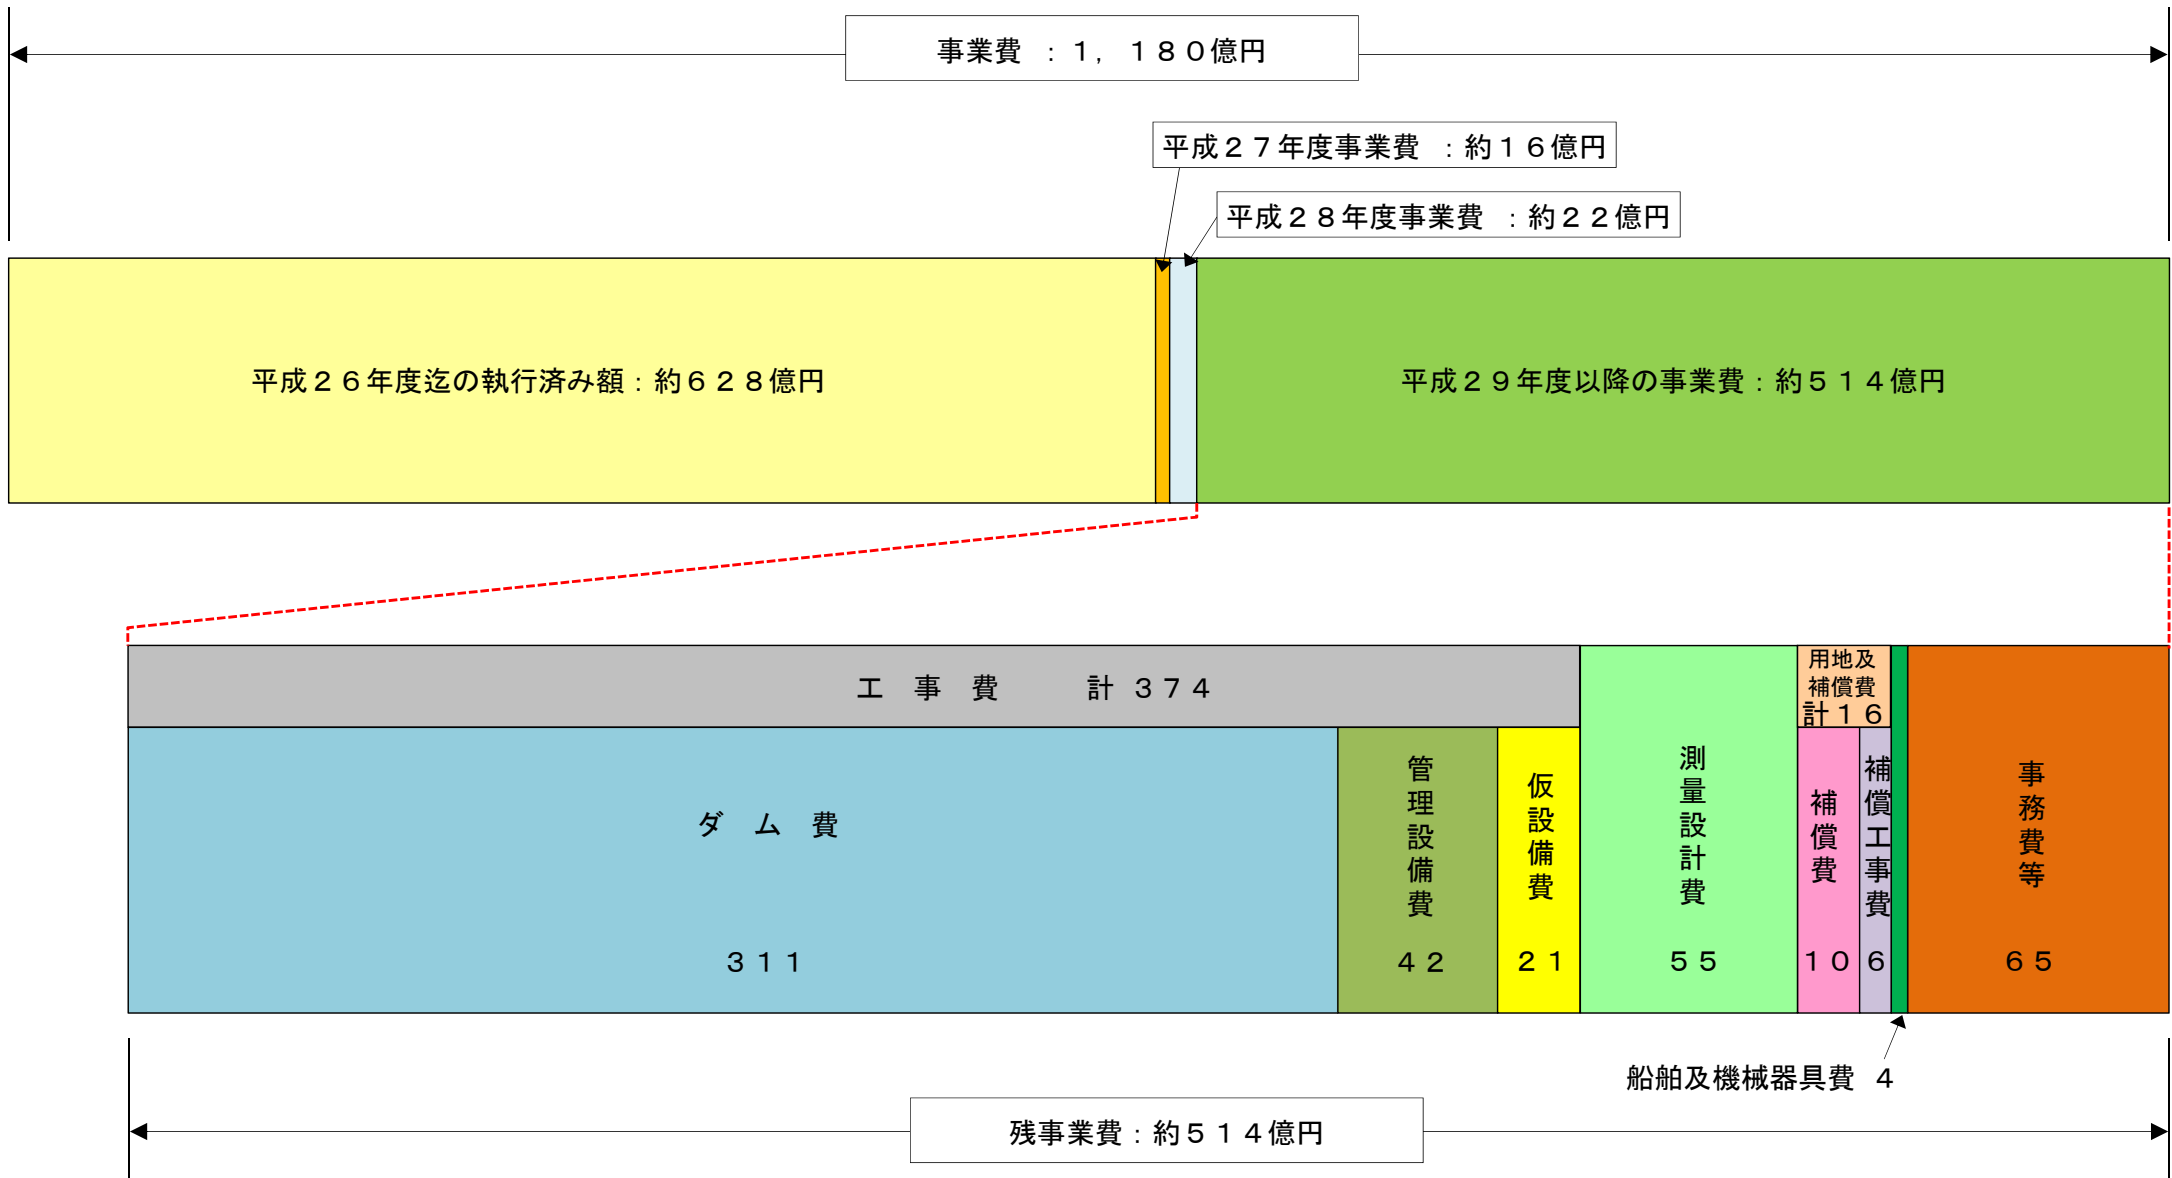 事業費 ：１，１８０億円
平成２７年度事業費 ：約１６億円
平成２８年度事業費 ：約２２億円
平成２６年度迄の執行済み額：約６２８億円
平成２９年度以降の事業費：約５１４億円
工 事 費 計 ３７４
用地及
補償費
計１６
ダ ム 費
３１１
管理設備費
４２
仮設備費
２１
測量設計費
５５
補償費
１０
補償工事費
６
事務費等
６５
船舶及機械器具費 ４
残事業費：約５１４億円